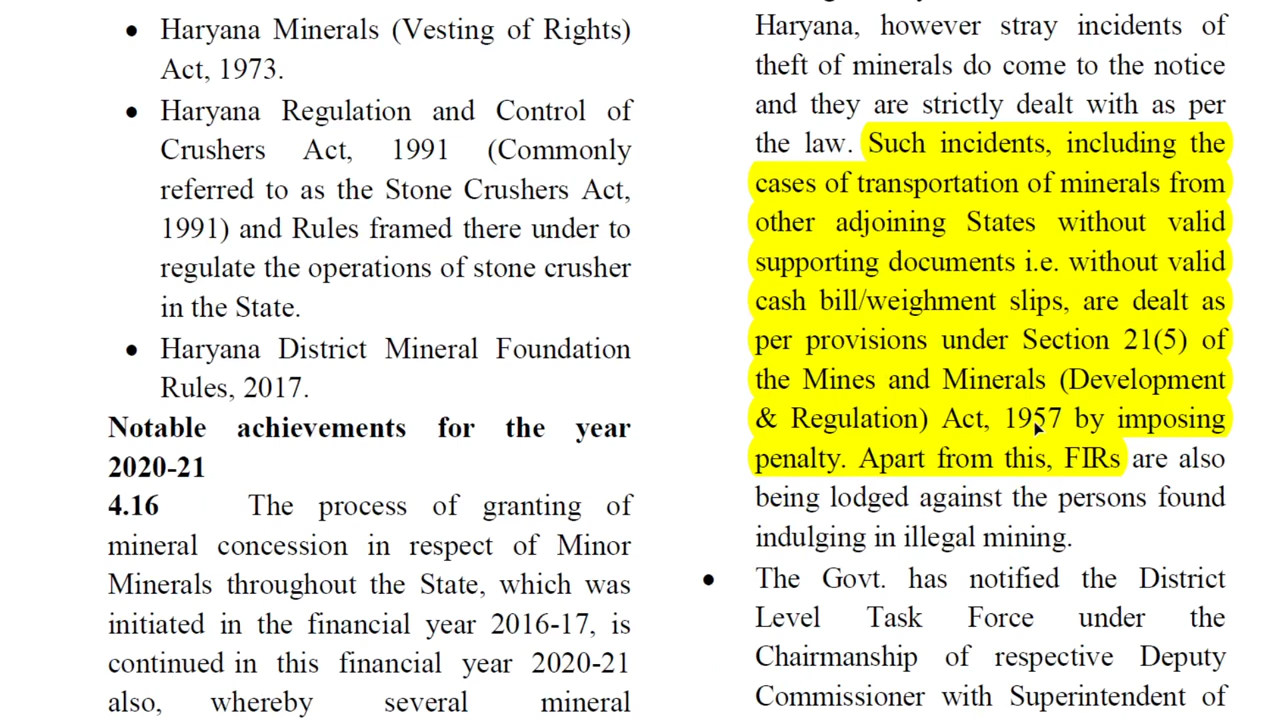 • Haryana Minerals (Vesting of Rights)
Act, 1973.
• Haryana Regulation and Control of
Crushers Act, 1991 (Commonly
referred to as the Stone Crushers Act,
1991) and Rules framed there under to
regulate the operations of stone crusher
in the State.
• Haryana District Mineral Foundation
Rules, 2017.
Notable achievements for the year
2020-21
4.16 The process of granting of
mineral concession in respect of Minor
Minerals throughout the State, which was
initiated in the financial year 2016-17, is
continued in this financial year 2020-21
also, whereby several mineral
Haryana, however stray incidents of
theft of minerals do come to the notice
and they are strictly dealt with as per
the law. Such incidents, including the
cases of transportation of minerals from
other adjoining States without valid
supporting documents i.e. without valid
cash bill/weighment slips, are dealt as
per provisions under Section 21(5) of
the Mines and Minerals (Development
& Regulation) Act, 1957 by imposing
penalty. Apart from this, FIRs are also
being lodged against the persons found
indulging in illegal mining.
• The Govt. has notified the District
Level Task Force under the
Chairmanship of respective Deputy
Commissioner with Superintendent of